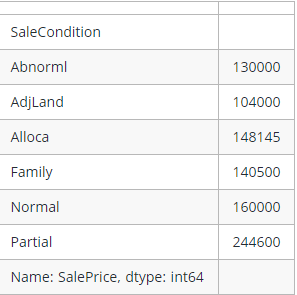 SaleCondition
Abnorml 130000
AdjLand 104000
Alloca 148145
Family 140500
Normal 160000
Partial 244600
Name: SalePrice, dtype: int64